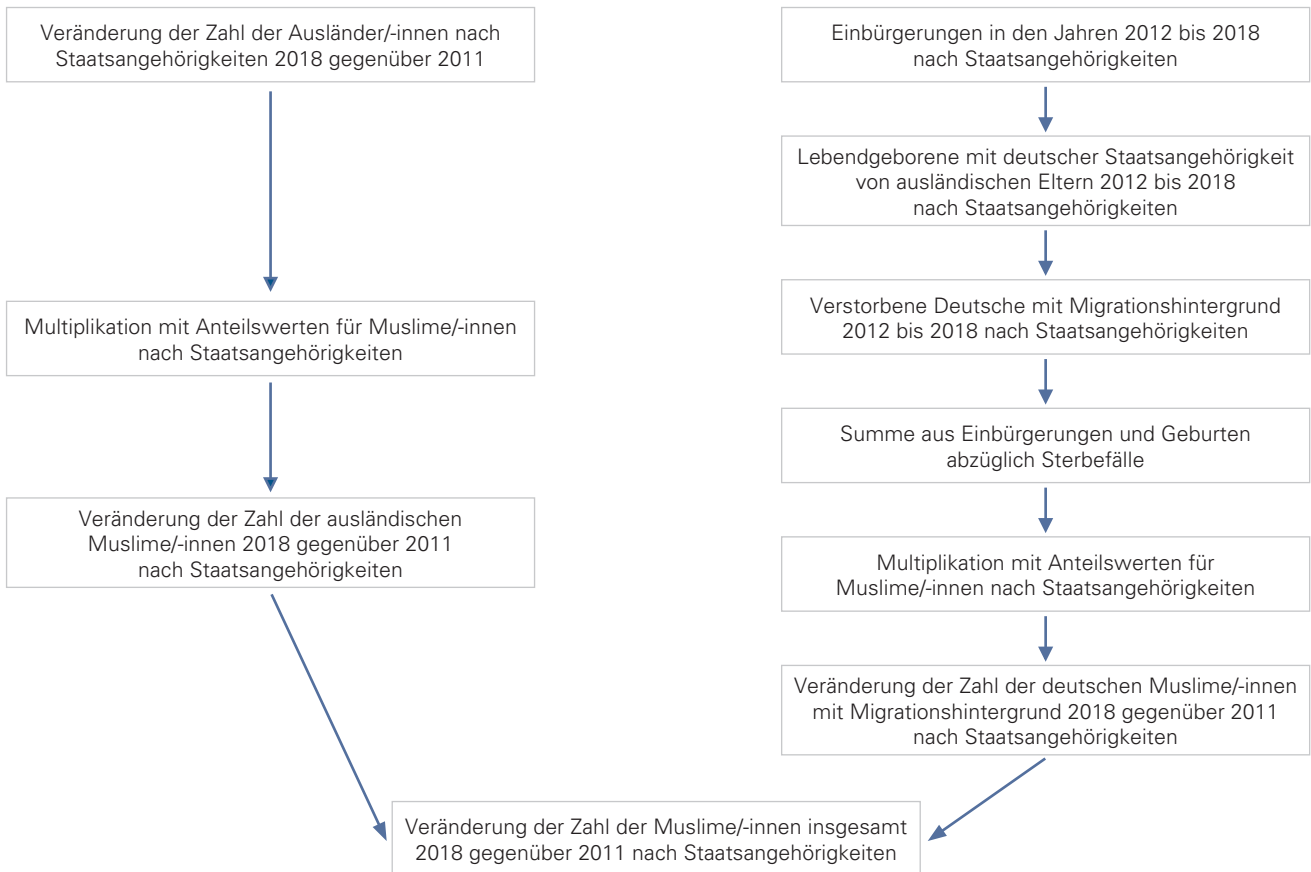 Veränderung der Zahl der Ausländer/-innen nach
Staatsangehörigkeiten 2018 gegenüber 2011
Multiplikation mit Anteilswerten für Muslime/-innen
nach Staatsangehörigkeiten
Veränderung der Zahl der ausländischen
Muslime/-innen 2018 gegenüber 2011
nach Staatsangehörigkeiten
Einbürgerungen in den Jahren 2012 bis 2018
nach Staatsangehörigkeiten
Lebendgeborene mit deutscher Staatsangehörigkeit
von ausländischen Eltern 2012 bis 2018
nach Staatsangehörigkeiten
Verstorbene Deutsche mit Migrationshintergrund
2012 bis 2018 nach Staatsangehörigkeiten
Summe aus Einbürgerungen und Geburten
abzüglich Sterbefälle
Multiplikation mit Anteilswerten für
Muslime/-innen nach Staatsangehörigkeiten
Veränderung der Zahl der deutschen Muslime/-innen
mit Migrationshintergrund 2018 gegenüber 2011
nach Staatsangehörigkeiten
Veränderung der Zahl der Muslime/-innen insgesamt
2018 gegenüber 2011 nach Staatsangehörigkeiten